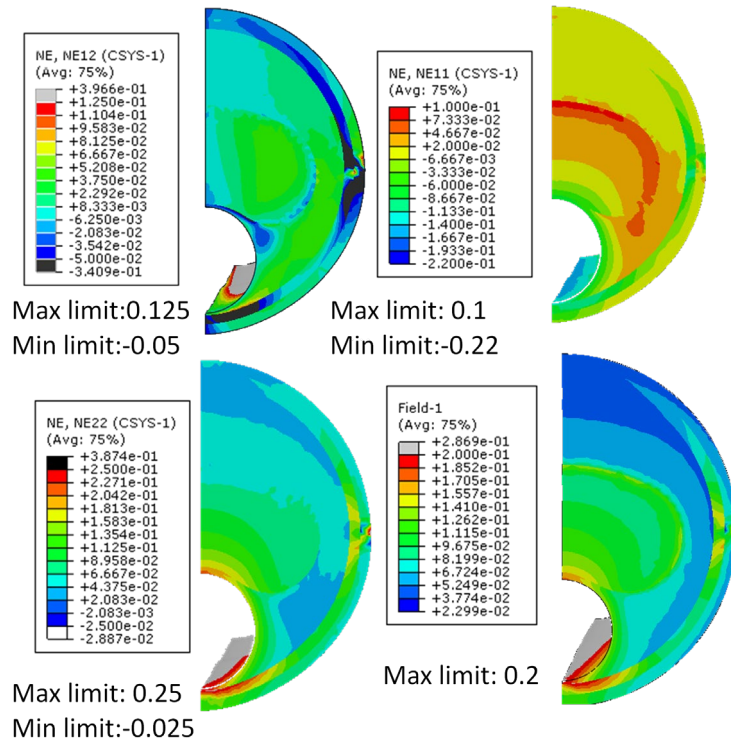 NE, NE12 (CSYS-1)
(Avg: 75%)
+3.966e-01
+1.250e-01
+1.104e-01
+9.583e-02
+8.125e-02
+6.667e-02
+5.208e-02
+3.750e-02
+2.292e-02
+8.333e-03
-6.250e-03
-2.083e-02
-3.542e-02
-5.000e-02
-3.409e-01
Max limit:0.125
Min limit:-0.05
NE, NE11 (CSYS-1)
(Avg: 75%)
+1.000e-01
+7.333e-02
+4.667e-02
+2.000e-02
-6.667e-03
-3.333e-02
-6.000e-02
-8.667e-02
-1.133e-01
-1.400e-01
-1.667e-01
-1.933e-01
-2.200e-01
Max limit: 0.1
Min limit:-0.22
NE, NE22 (CSYS-1)
(Avg: 75%)
+3.874e-01
+2.500e-01
+2.271e-01
+2.042e-01
+1.813e-01
+1.583e-01
+1.354e-01
+1.125e-01
+8.958e-02
+6.667e-02
+4.375e-02
+2.083e-02
-2.083e-03
-2.500e-02
-2.887e-02
Max limit: 0.25
Min limit:-0.025
Field-1
(Avg: 75%)
+2.869e-01
+2.000e-01
+1.852e-01
+1.705e-01
+1.557e-01
+1.410e-01
+1.262e-01
+1.115e-01
+9.675e-02
+8.199e-02
+6.724e-02
+5.249e-02
+3.774e-02
+2.299e-02
Max limit: 0.2